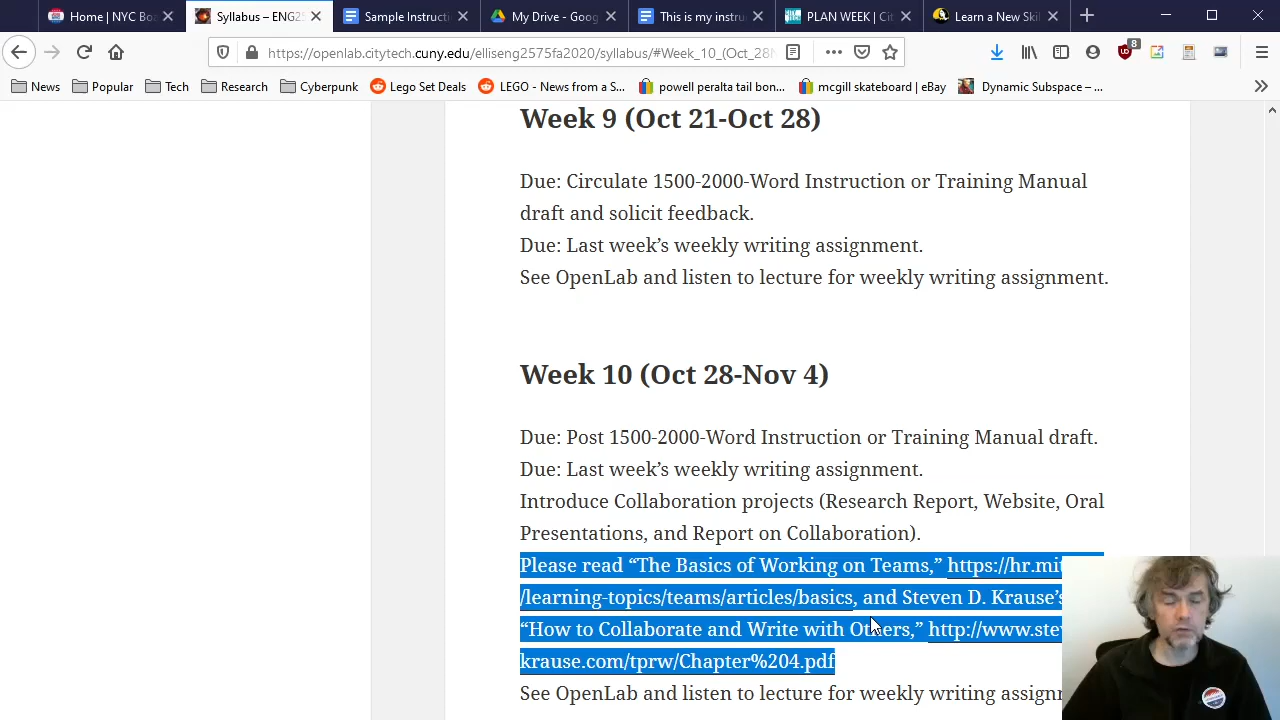 Home | NYC Boa
Syllabus – ENG2
Sample Instructi
My Drive - Goog
This is my instru
PLAN WEEK | Cit
Learn a New Skil
https://openlab.citytech.cuny.edu/elliseng2575fa2020/syllabus/#Week_10_(Oct_28
8
News
Popular
Tech
Research
Cyberpunk
Lego Set Deals
LEGO - News from a S...
powell peralta tail bon...
mcgill skateboard | eBay
Dynamic Subspace – ...
Week 9 (Oct 21-Oct 28)
Due: Circulate 1500-2000-Word Instruction or Training Manual
draft and solicit feedback.
Due: Last week’s weekly writing assignment.
See OpenLab and listen to lecture for weekly writing assignment.
Week 10 (Oct 28-Nov 4)
Due: Post 1500-2000-Word Instruction or Training Manual draft.
Due: Last week’s weekly writing assignment.
Introduce Collaboration projects (Research Report, Website, Oral
Presentations, and Report on Collaboration).
Please read “The Basics of Working on Teams,” https://hr.mit
/learning-topics/teams/articles/basics, and Steven D. Krause’s
“How to Collaborate and Write with Others,” http://www.stev
krause.com/tprw/Chapter%204.pdf
See OpenLab and listen to lecture for weekly writing assignm